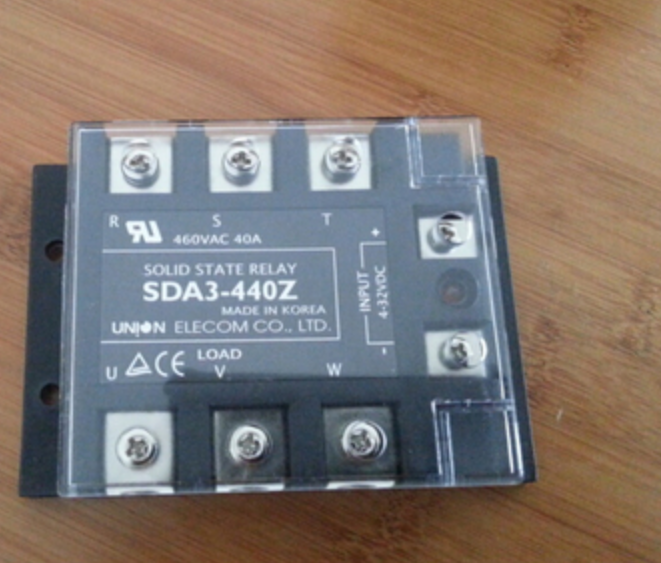 R S T
460VAC 40A
+
SOLID STATE RELAY
SDA3-440Z
MADE IN KOREA
UNION ELECOM CO., LTD.
INPUT
4-32VDC
-
LOAD
U CE V W